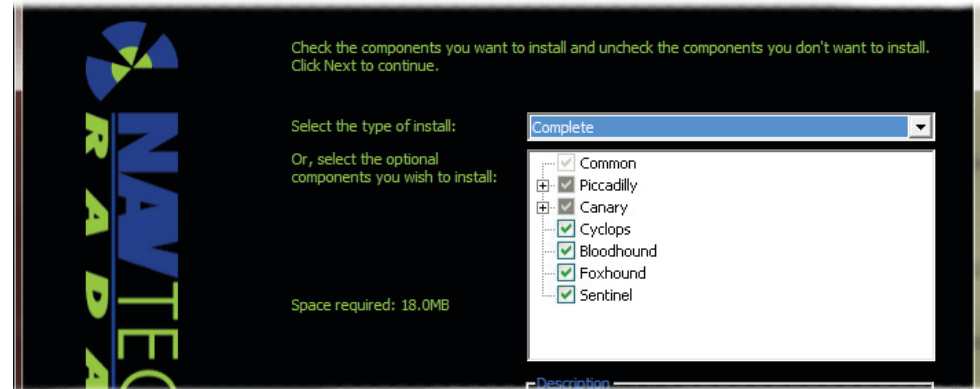 Check the components you want to install and uncheck the components you don't want to install.
Click Next to continue.
Select the type of install:
Complete
Or, select the optional
components you wish to install:
Common
Piccadilly
Canary
Cyclops
Bloodhound
Foxhound
Sentinel
Space required: 18.0MB
Description
NAVTEC
RADA